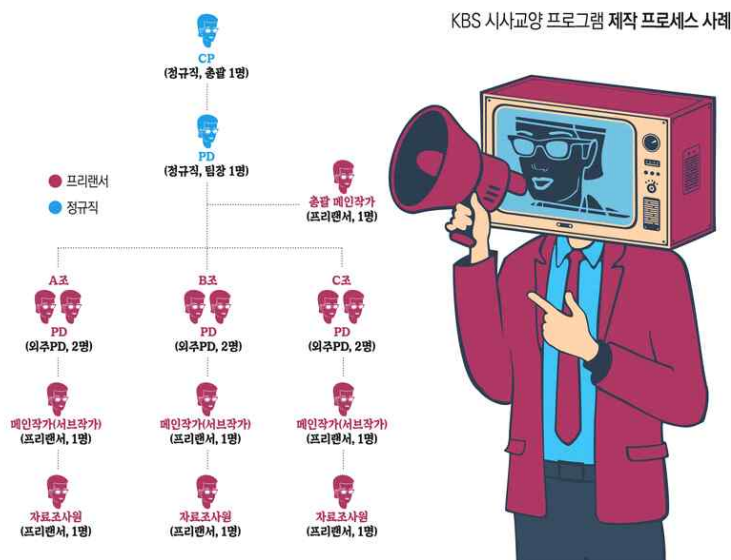 KBS 시사교양 프로그램 제작 프로세스 사례
CP
(정규직, 총괄 1명)
PD
(정규직, 팀장 1명)
프리랜서
정규직
총괄 메인작가
(프리랜서, 1명)
A조
B조
C조
PD
(외주PD, 2명)
PD
(외주PD, 2명)
PD
(외주PD, 2명)
메인작가(서브작가)
(프리랜서, 1명)
메인작가(서브작가)
(프리랜서, 1명)
메인작가(서브작가)
(프리랜서, 1명)
자료조사원
(프리랜서, 1명)
자료조사원
(프리랜서, 1명)
자료조사원
(프리랜서, 1명)